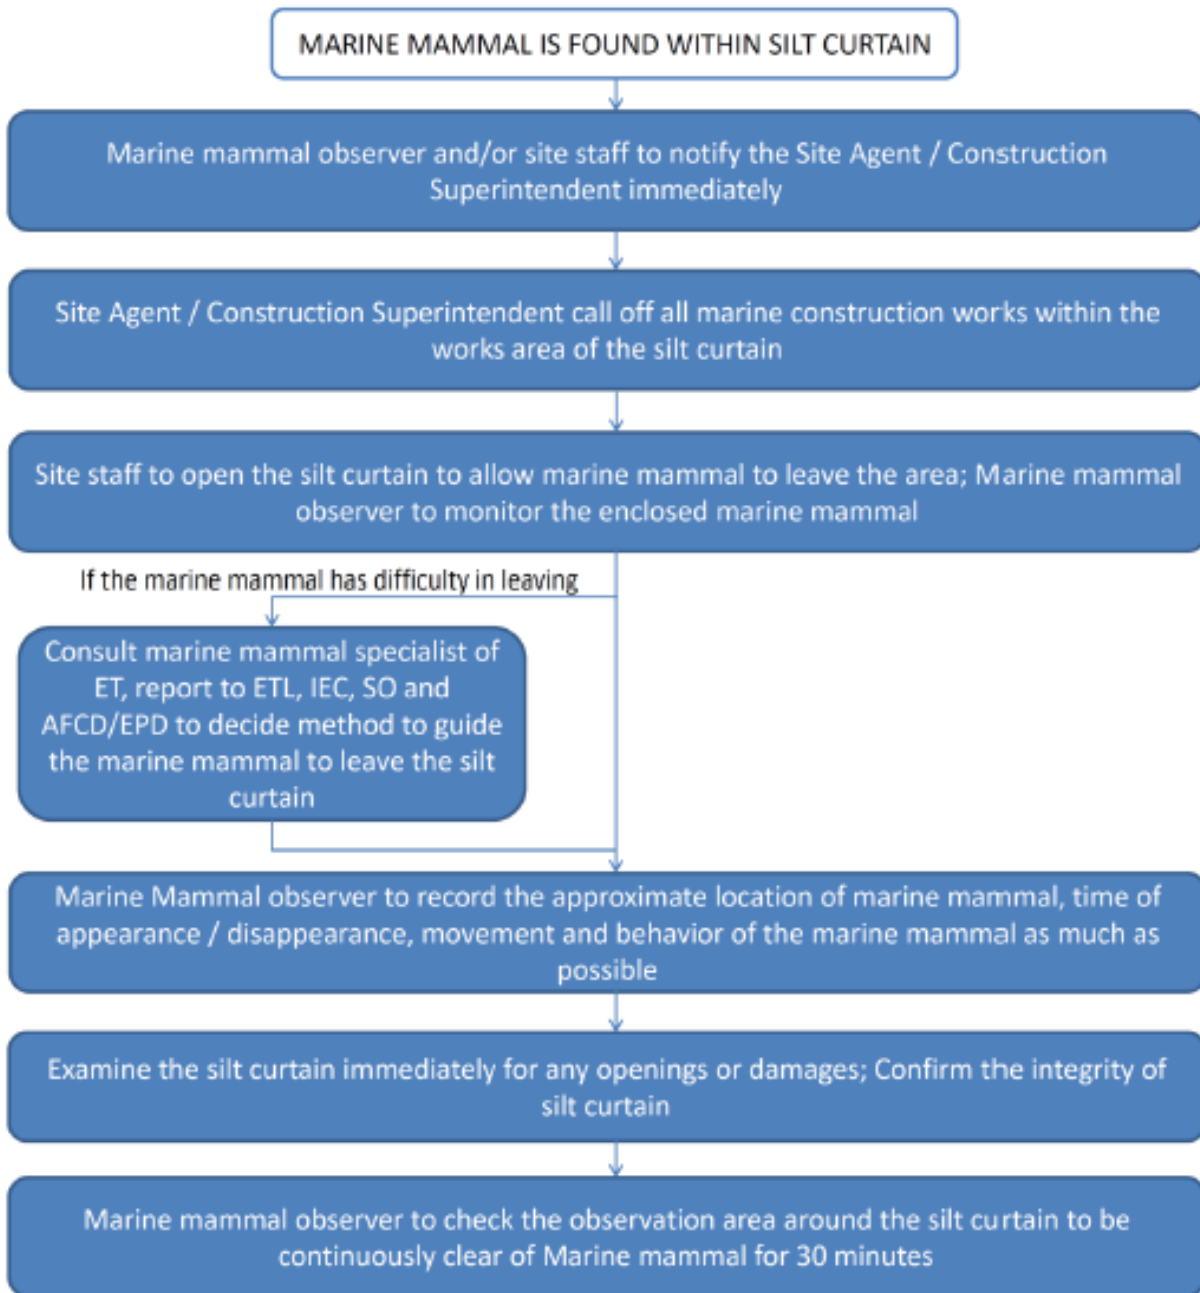 MARINE MAMMAL IS FOUND WITHIN SILT CURTAIN
Marine mammal observer and/or site staff to notify the Site Agent / Construction
Superintendent immediately
Site Agent / Construction Superintendent call off all marine construction works within the
works area of the silt curtain
Site staff to open the silt curtain to allow marine mammal to leave the area; Marine mammal
observer to monitor the enclosed marine mammal
If the marine mammal has difficulty in leaving
Consult marine mammal specialist of
ET, report to ETL, IEC, SO and
AFCD/EPD to decide method to guide
the marine mammal to leave the silt
curtain
Marine Mammal observer to record the approximate location of marine mammal, time of
appearance / disappearance, movement and behavior of the marine mammal as much as
possible
Examine the silt curtain immediately for any openings or damages; Confirm the integrity of
silt curtain
Marine mammal observer to check the observation area around the silt curtain to be
continuously clear of Marine mammal for 30 minutes